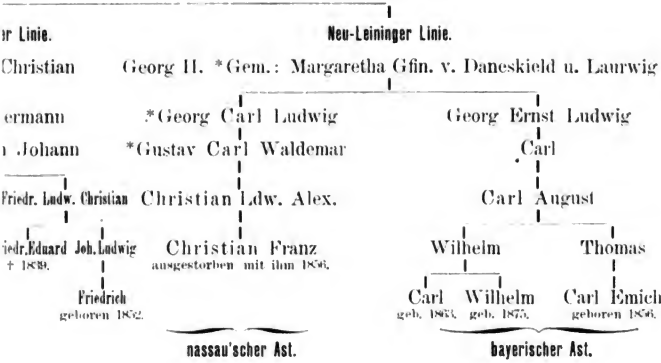 r Linie. Neu-Leininger Linie.
Christian Georg II. *Gem.: Margaretha Gfin. v. Daneskield u. Laurwig
ermann *Georg Carl Ludwig Georg Ernst Ludwig
Johann *Gustav Carl Waldemar Carl
Friedr. Ludw. Christian Christian Ldw. Alex. Carl August
iedr. Eduard Joh. Ludwig Christian Franz Wilhelm Thomas
† 1839. ausgestorben mit ihm 1856.
Friedrich Carl Wilhelm Carl Emich
geboren 1852. geb. 1863. geb. 1875. geboren 1856.
nassau'scher Ast. bayerischer Ast.